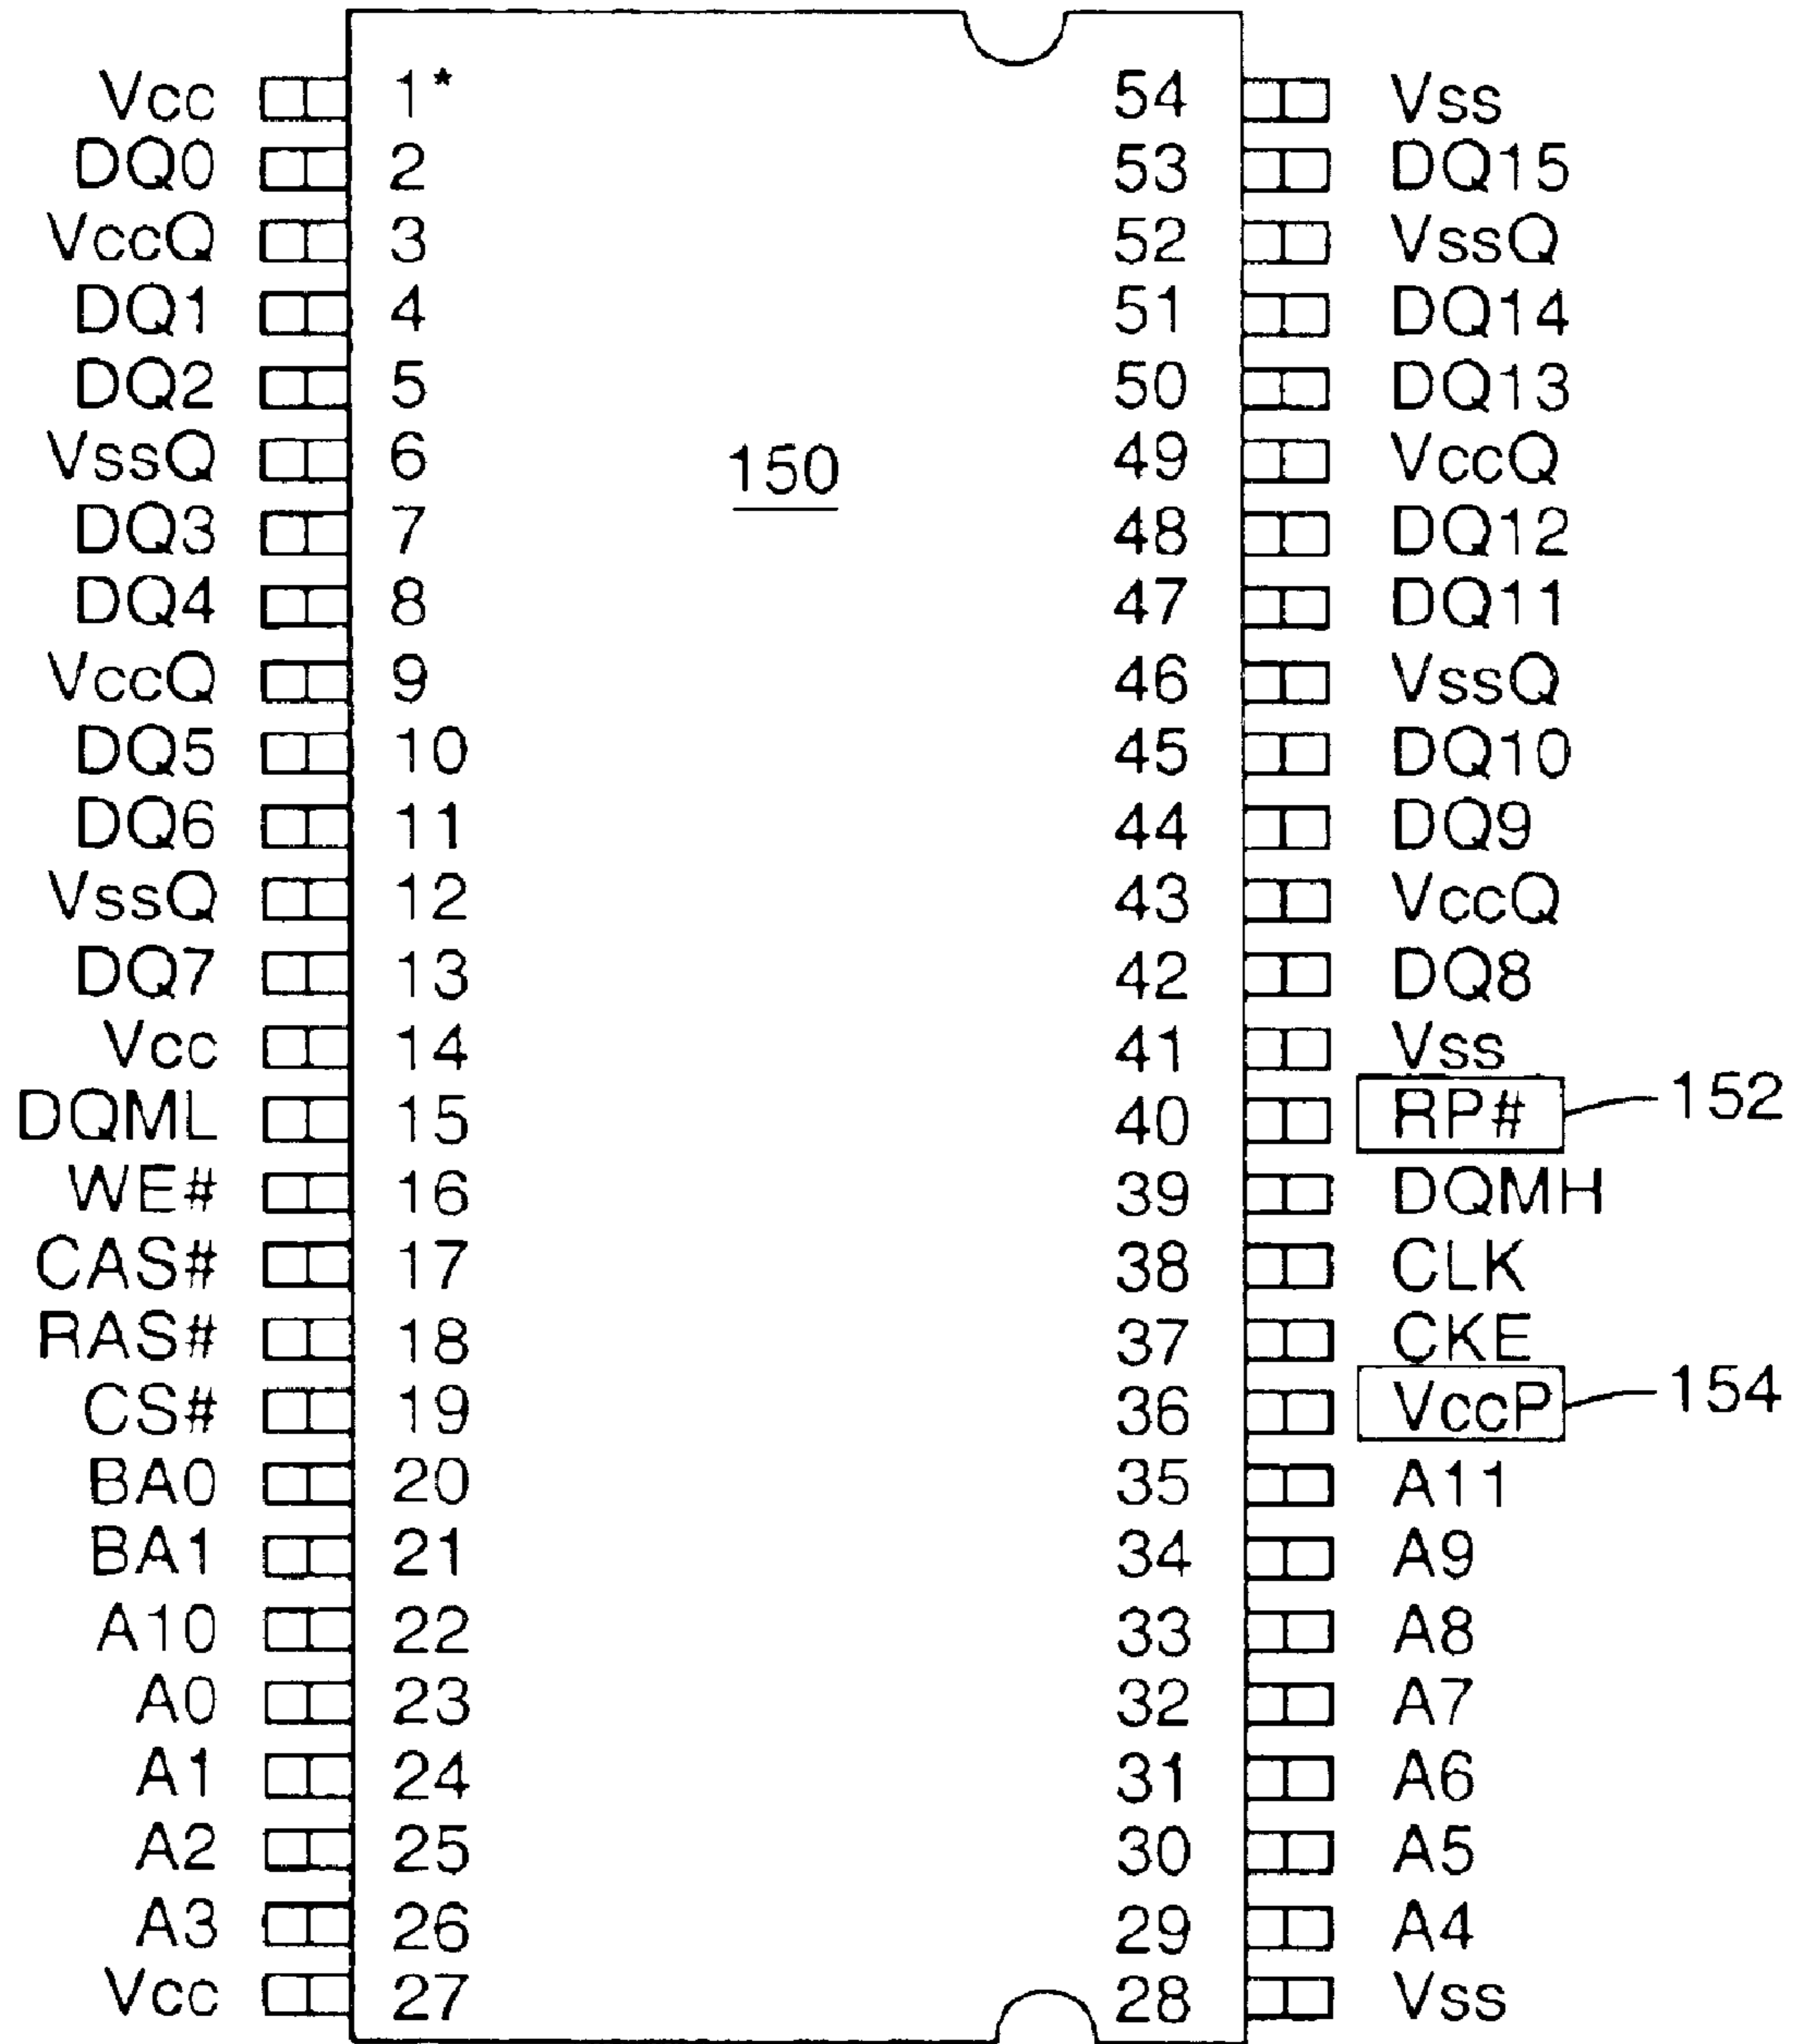 Vcc 1* 54 Vss
DQ0 2 53 DQ15
VccQ 3 52 VssQ
DQ1 4 51 DQ14
DQ2 5 50 DQ13
VssQ 6 150 49 VccQ
DQ3 7 48 DQ12
DQ4 8 47 DQ11
VccQ 9 46 VssQ
DQ5 10 45 DQ10
DQ6 11 44 DQ9
VssQ 12 43 VccQ
DQ7 13 42 DQ8
Vcc 14 41 Vss
DQML 15 40 RP# 152
WE# 16 39 DQMH
CAS# 17 38 CLK
RAS# 18 37 CKE
CS# 19 36 VccP 154
BA0 20 35 A11
BA1 21 34 A9
A10 22 33 A8
A0 23 32 A7
A1 24 31 A6
A2 25 30 A5
A3 26 29 A4
Vcc 27 28 Vss